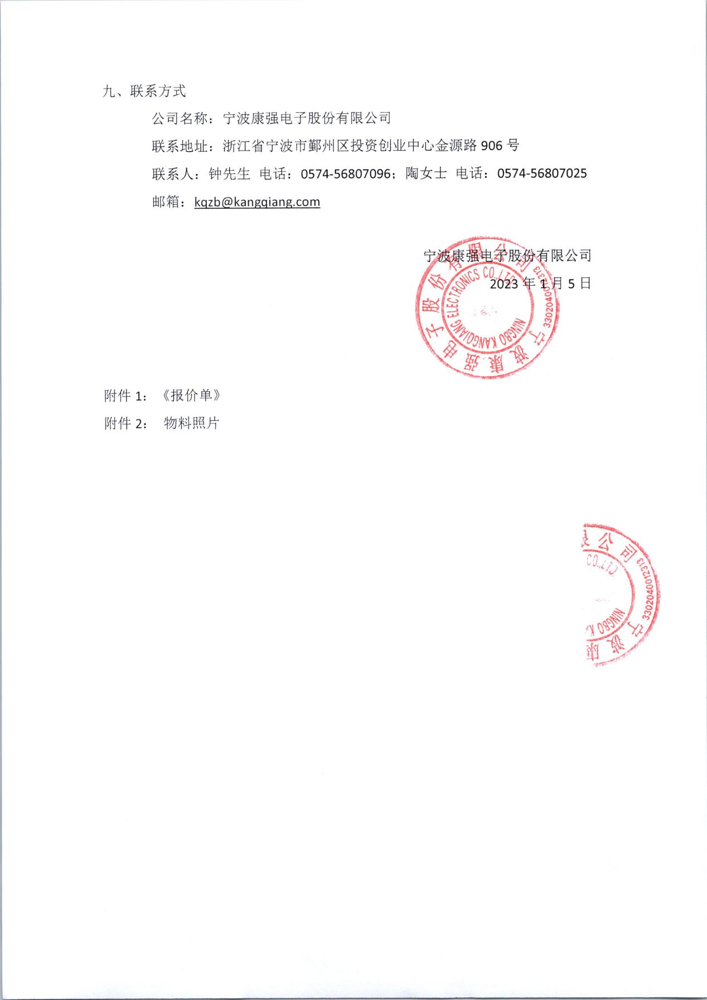 九、联系方式
公司名称：宁波康强电子股份有限公司
联系地址：浙江省宁波市鄞州区投资创业中心金源路 906 号
联系人：钟先生 电话：0574-56807096；陶女士 电话：0574-56807025
邮箱：kqzb@kangqiang.com
宁波康强电子股份有限公司
2023 年 1 月 5 日
宁波康强电子股份有限公司
NINGBO KANGQIANG ELECTRONICS CO.,LTD
3302040012313
附件 1：《报价单》
附件 2： 物料照片
公司
CO.,LTD.
3302040012313
NINGBO
宁波康